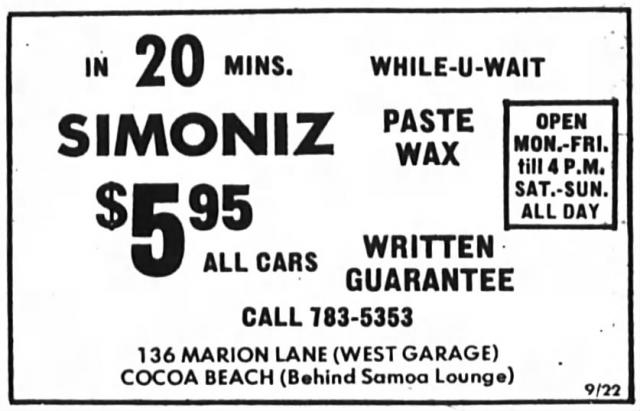 IN 20 MINS.
WHILE-U-WAIT
SIMONIZ
PASTE
WAX
OPEN
MON.-FRI.
till 4 P.M.
SAT.-SUN.
ALL DAY
$5 95
ALL CARS
WRITTEN
GUARANTEE
CALL 783-5353
136 MARION LANE (WEST GARAGE)
COCOA BEACH (Behind Samoa Lounge)
9/22